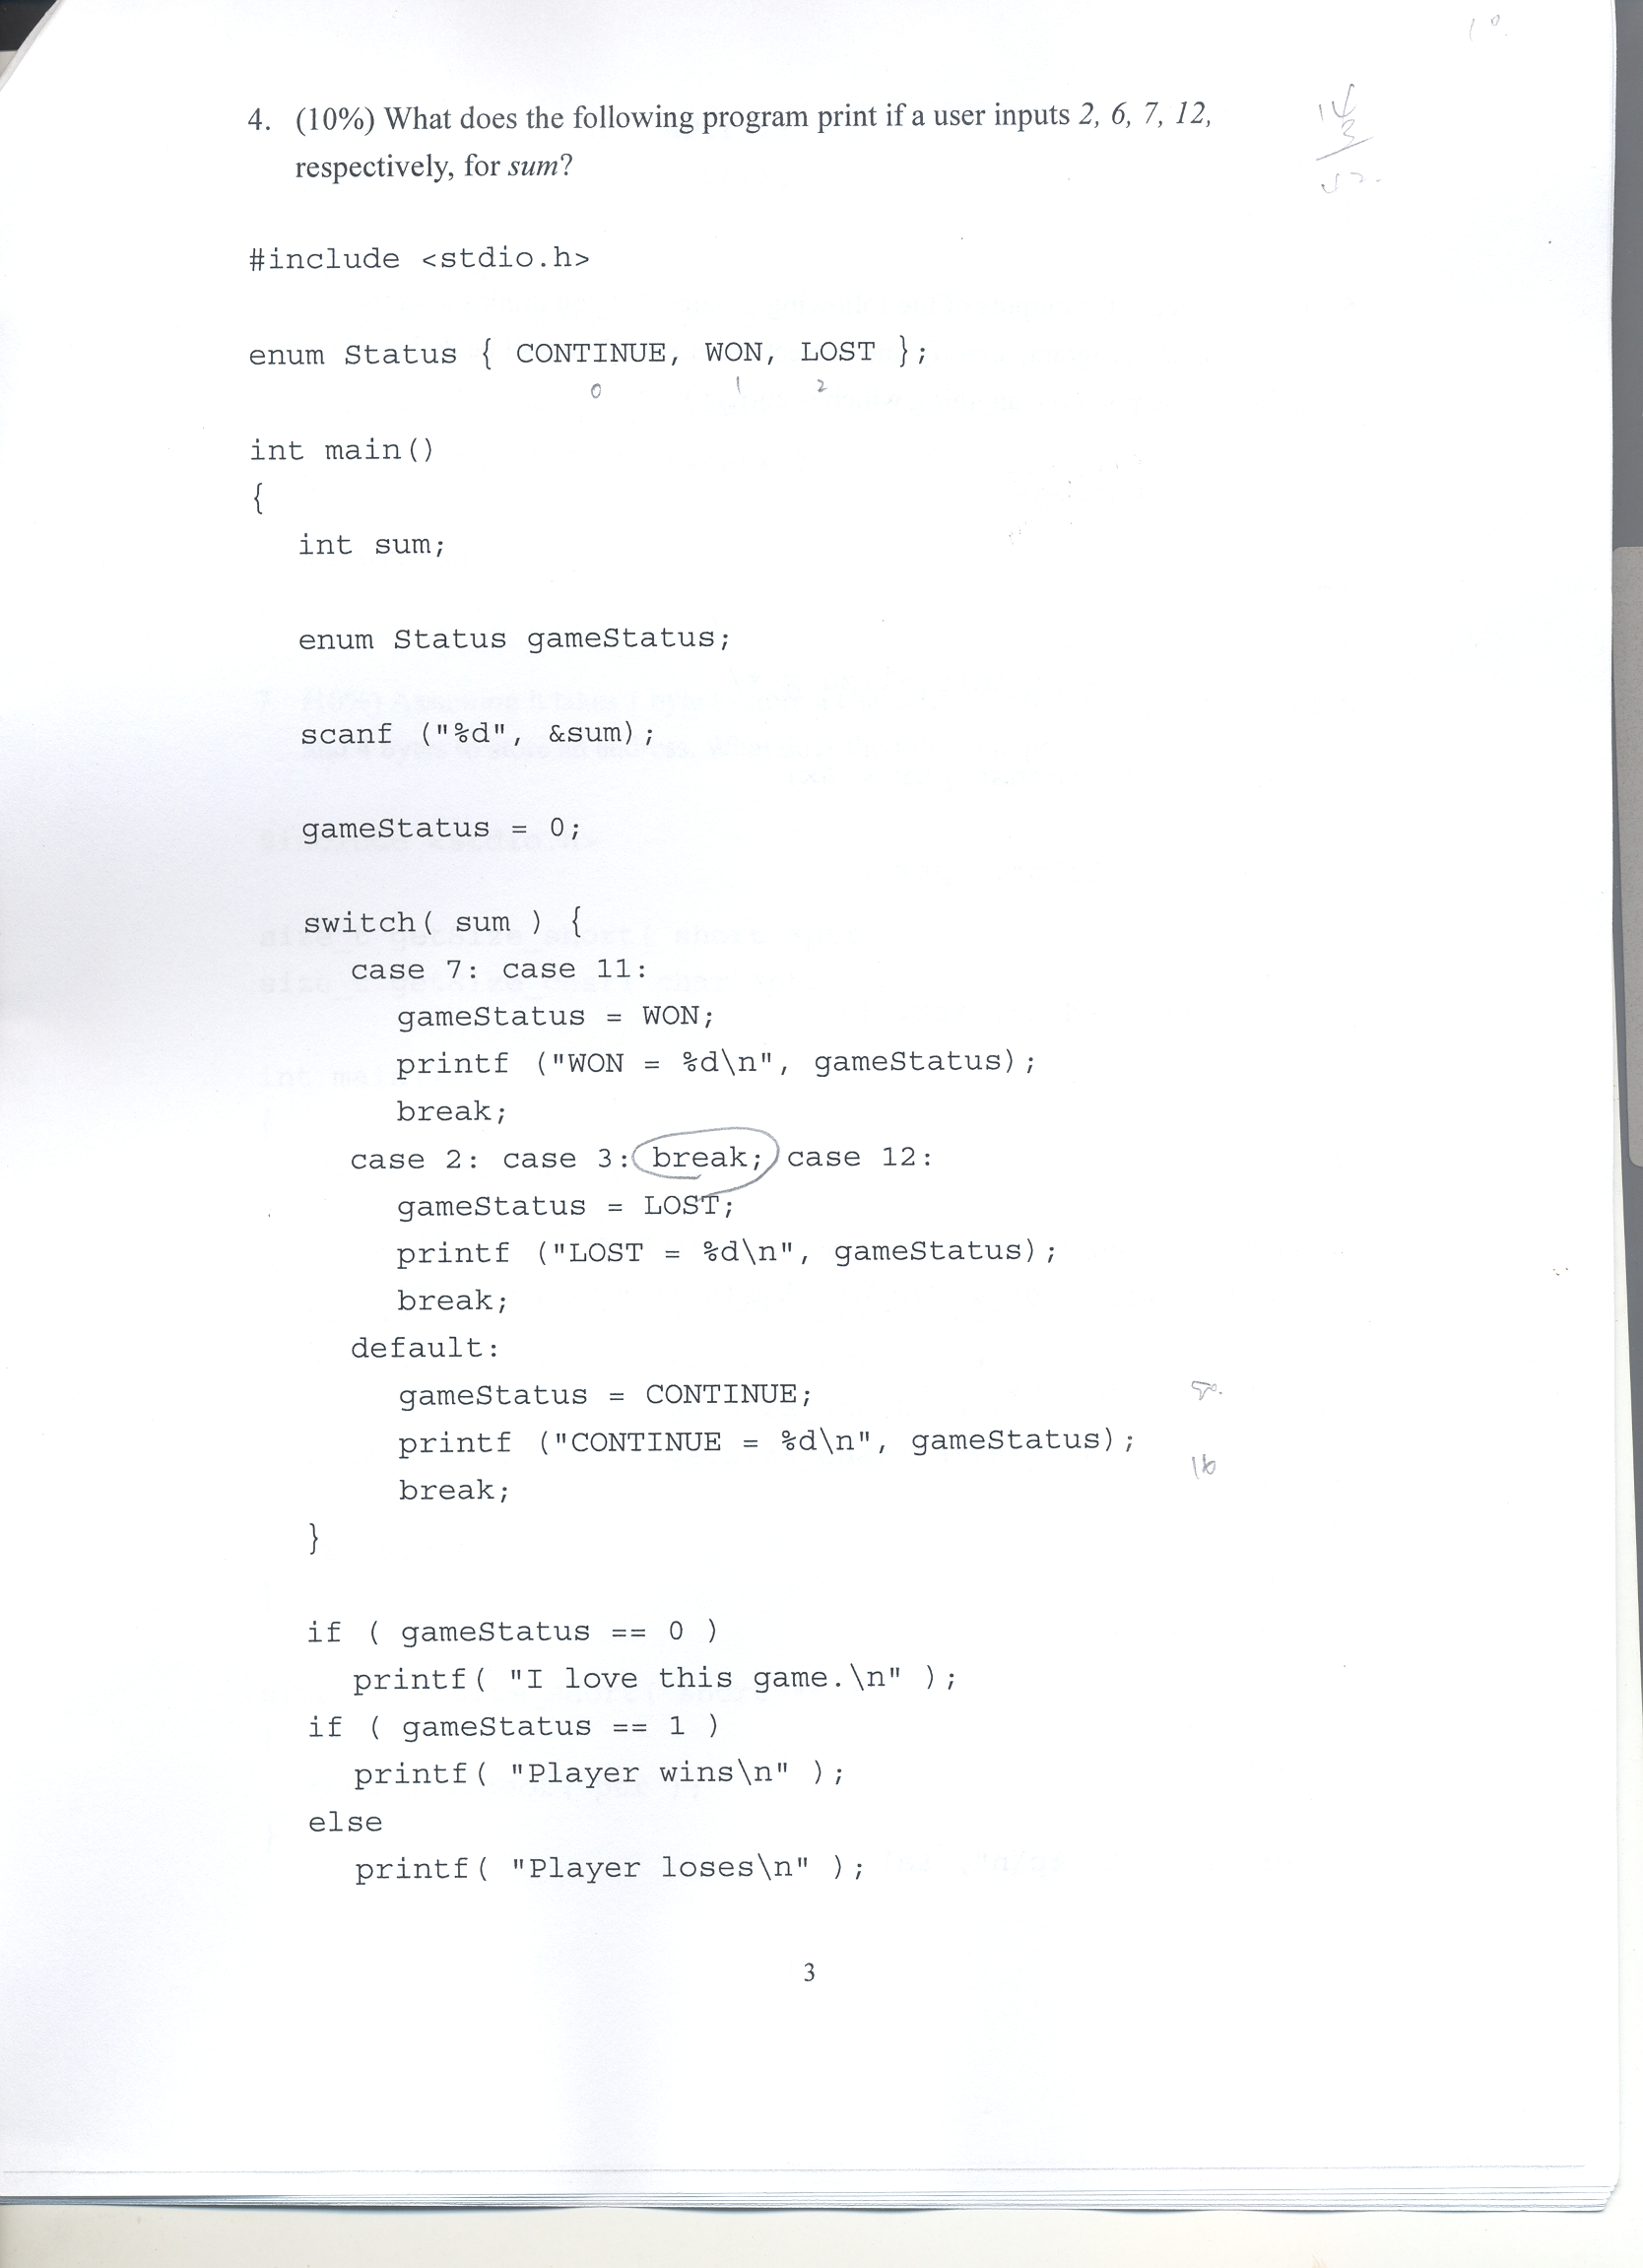 10
4. (10%) What does the following program print if a user inputs 2, 6, 7, 12,
respectively, for sum?
#include <stdio.h>
enum Status { CONTINUE, WON, LOST };
0 1 2
int main()
{
int sum;
enum Status gameStatus;
scanf ("%d", &sum);
gameStatus = 0;
switch( sum ) {
case 7: case 11:
gameStatus = WON;
printf ("WON = %d\n", gameStatus);
break;
case 2: case 3: break; case 12:
gameStatus = LOST;
printf ("LOST = %d\n", gameStatus);
break;
default:
gameStatus = CONTINUE;
printf ("CONTINUE = %d\n", gameStatus);
break;
}
if ( gameStatus == 0 )
printf( "I love this game.\n" );
if ( gameStatus == 1 )
printf( "Player wins\n" );
else
printf( "Player loses\n" );
3